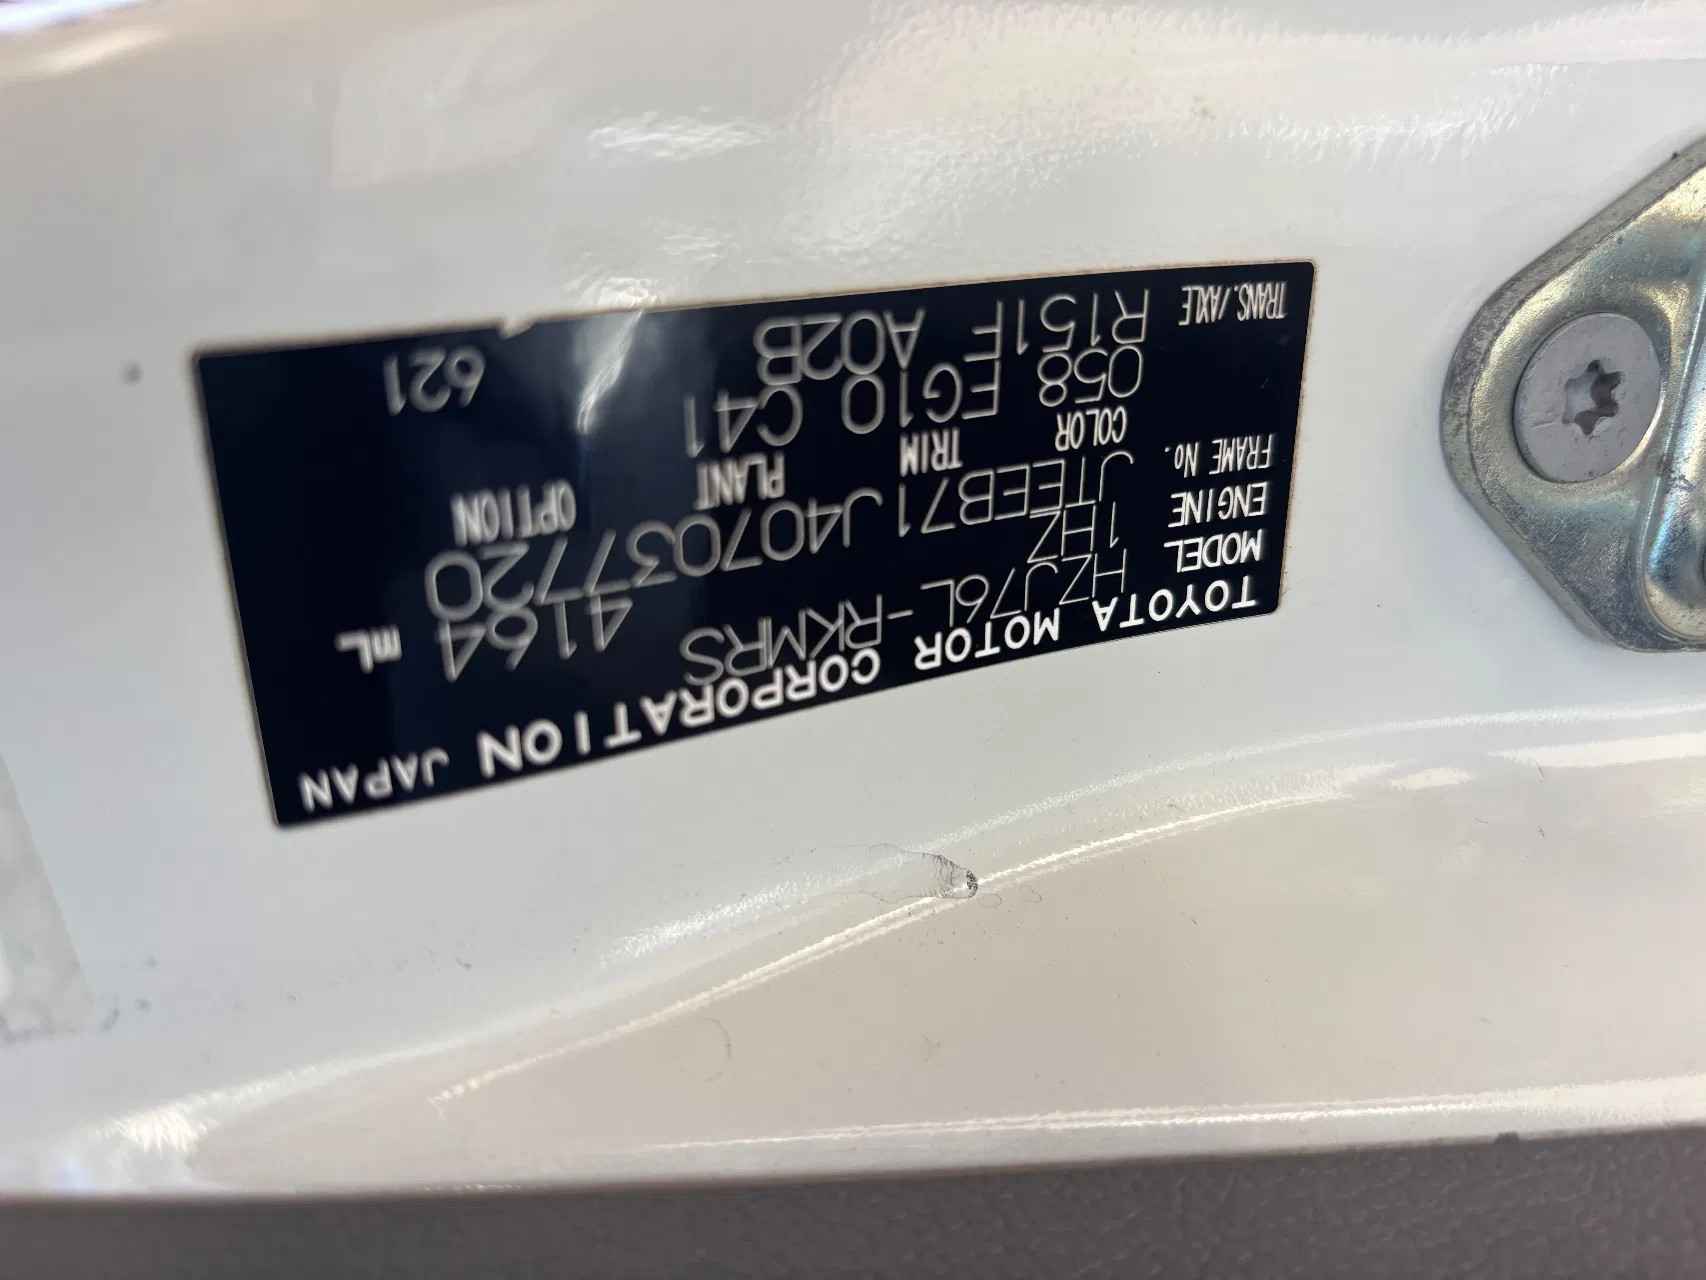 TOYOTA MOTOR CORPORATION JAPAN
MODEL HZJ76L-RKMRS
ENGINE 1HZ 4164 mL
FRAME No. JTEEB71J407037720
COLOR TRIM PLANT OPTION
058 FG10 C41
TRANS./AXLE R151F A02B 621